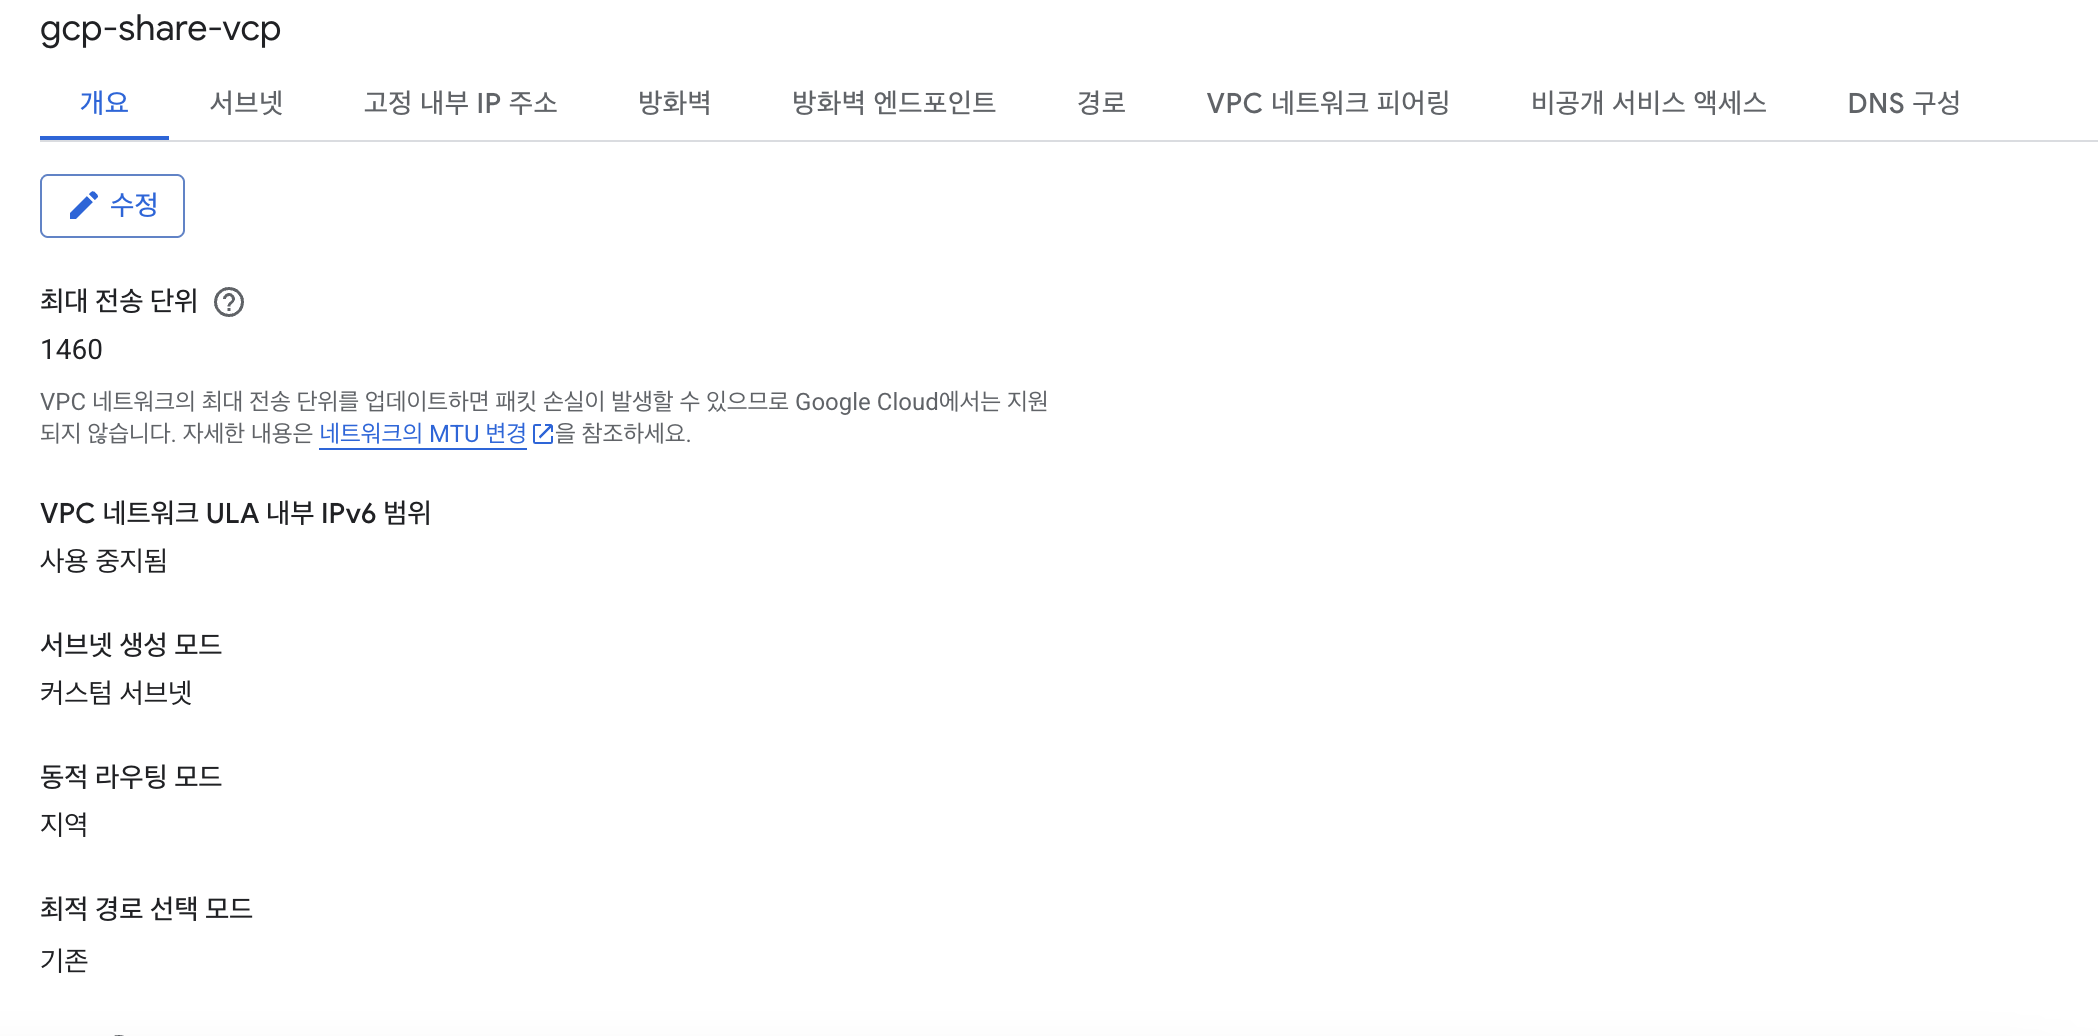 gcp-share-vcp
개요 서브넷 고정 내부 IP 주소 방화벽 방화벽 엔드포인트 경로 VPC 네트워크 피어링 비공개 서비스 액세스 DNS 구성
수정
최대 전송 단위
1460
VPC 네트워크의 최대 전송 단위를 업데이트하면 패킷 손실이 발생할 수 있으므로 Google Cloud에서는 지원
되지 않습니다. 자세한 내용은 네트워크의 MTU 변경을 참조하세요.
VPC 네트워크 ULA 내부 IPv6 범위
사용 중지됨
서브넷 생성 모드
커스텀 서브넷
동적 라우팅 모드
지역
최적 경로 선택 모드
기존